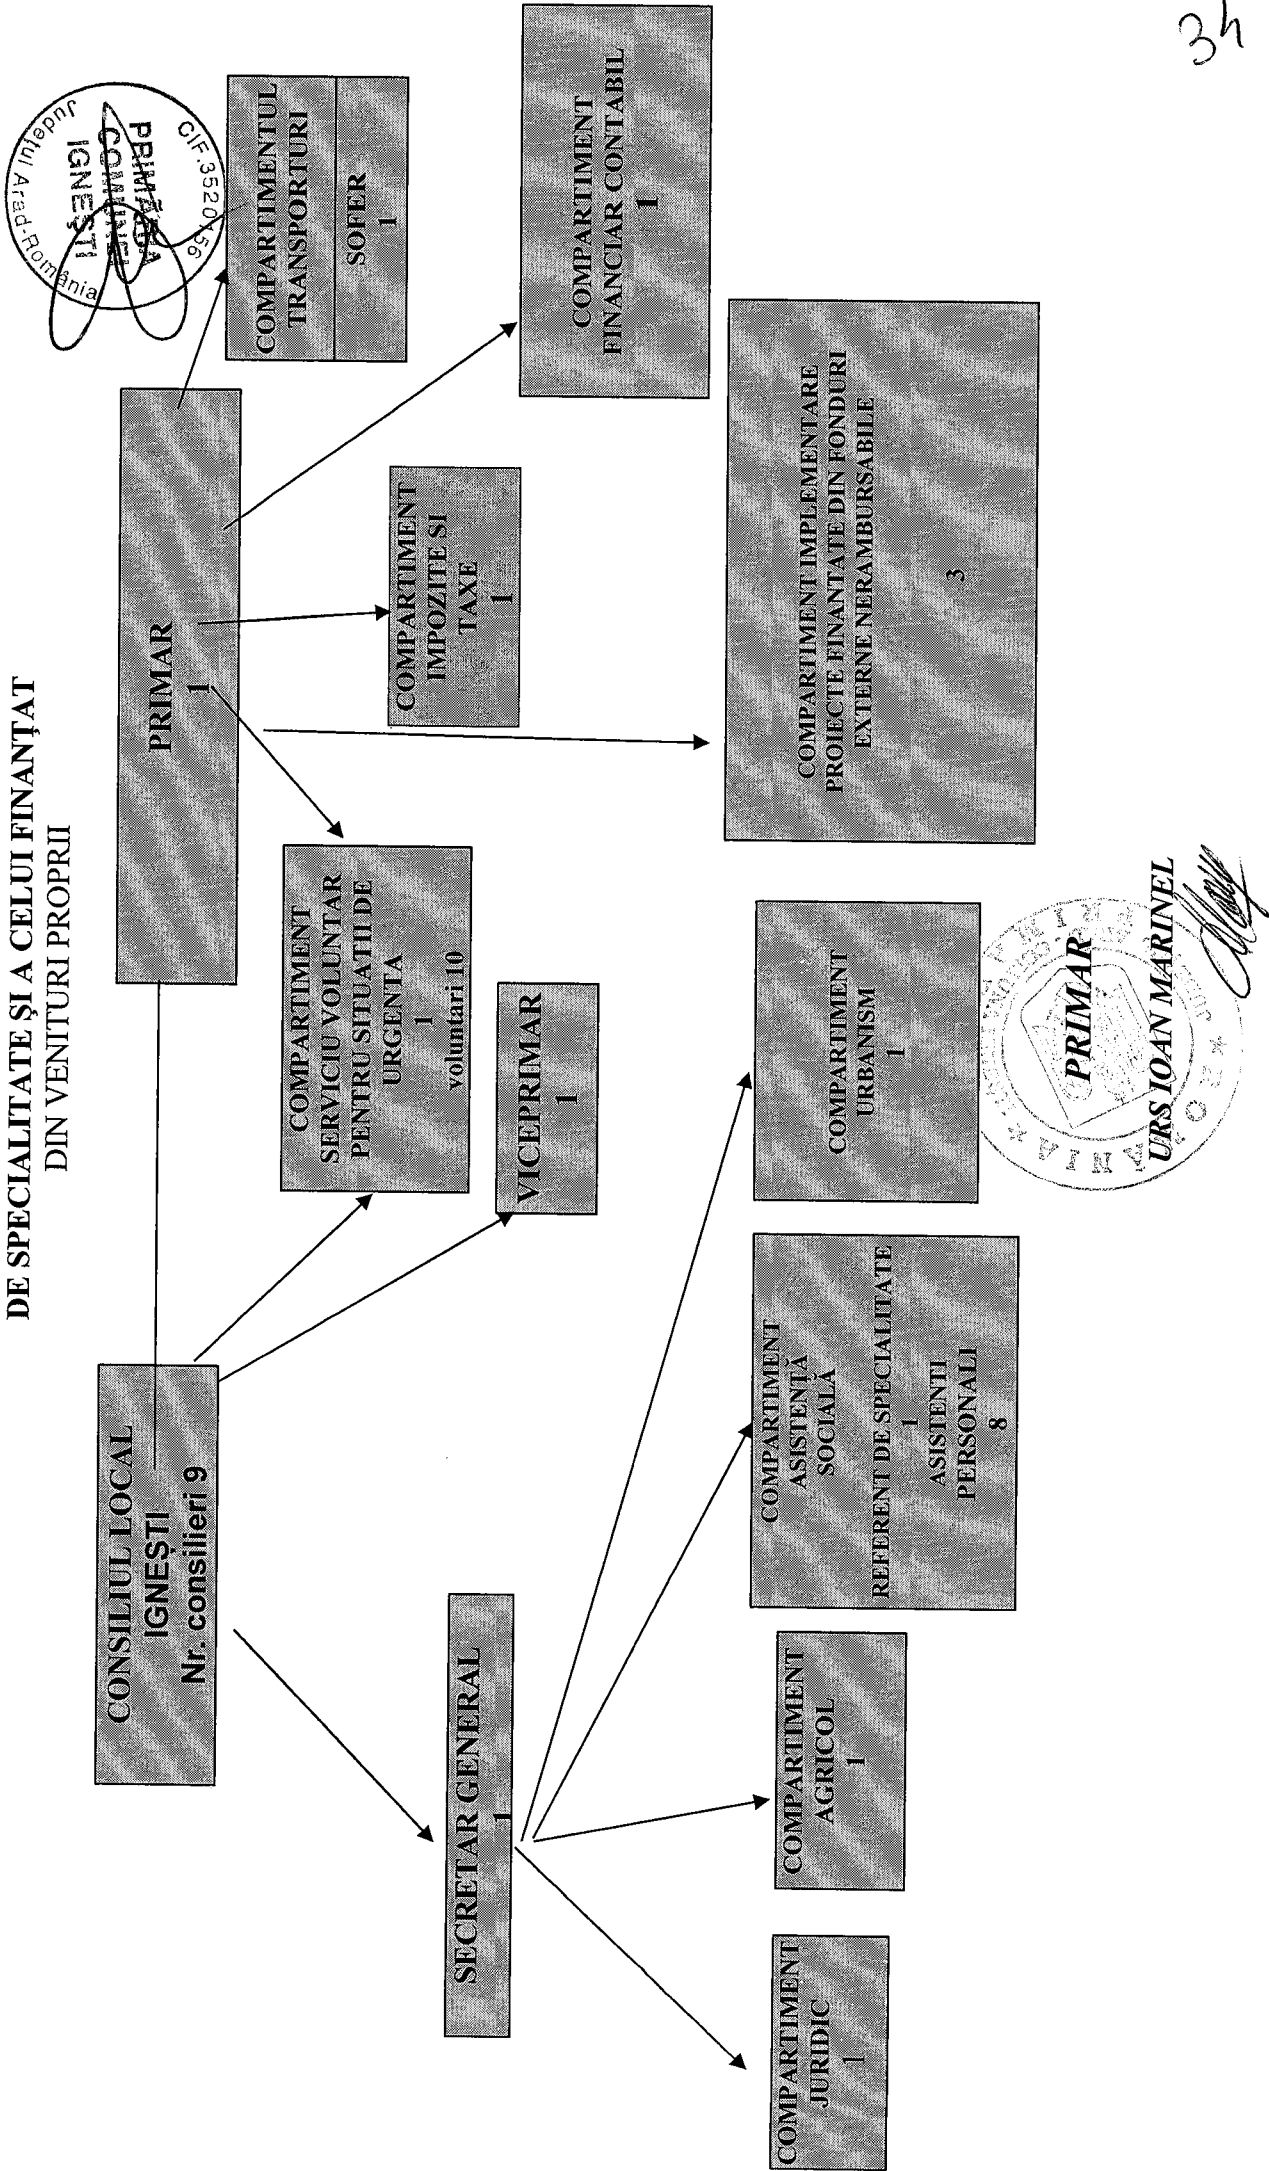 DE SPECIALITATE ŞI A CELUI FINANŢAT
DIN VENITURI PROPRII
CONSILIUL LOCAL
IGNEŞTI
Nr. consilieri 9
PRIMAR
1
CIF.3520156
PRIMĂRIA
COMUNEI
IGNEŞTI
Judeţul Arad-România
COMPARTIMENTUL
TRANSPORTURI
SOFER
1
COMPARTIMENT
SERVICIU VOLUNTAR
PENTRU SITUATII DE
URGENTA
1
voluntari 10
COMPARTIMENT
IMPOZITE SI
TAXE
1
SECRETAR GENERAL
1
VICEPRIMAR
1
COMPARTIMENT
FINANCIAR CONTABIL
1
COMPARTIMENT
JURIDIC
1
COMPARTIMENT
AGRICOL
1
COMPARTIMENT
ASISTENŢĂ
SOCIALĂ
REFERENT DE SPECIALITATE
1
ASISTENTI
PERSONALI
8
COMPARTIMENT
URBANISM
1
COMPARTIMENT IMPLEMENTARE
PROIECTE FINANTATE DIN FONDURI
EXTERNE NERAMBURSABILE
3
ROMÂNIA
PRIMAR
URS IOAN MARINEL
34